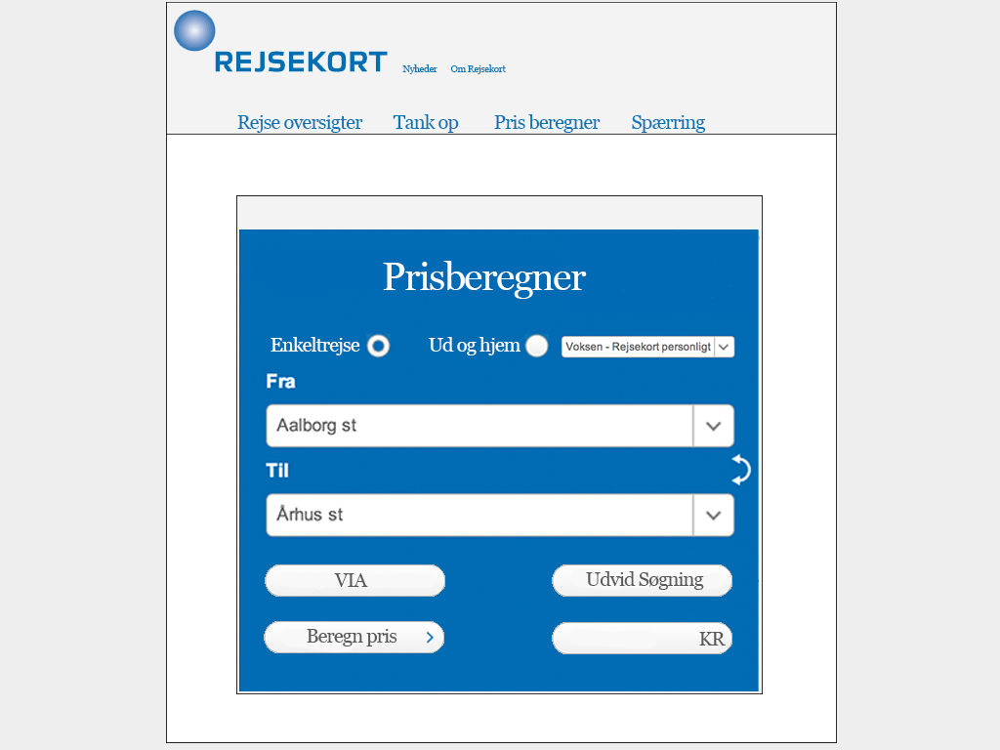 REJSEKORT
Nyheder Om Rejsekort
Rejse oversigter Tank op Pris beregner Spærring
Prisberegner
Enkeltrejse Ud og hjem Voksen - Rejsekort personligt
Fra
Aalborg st
Til
Århus st
VIA Udvid Søgning
Beregn pris KR